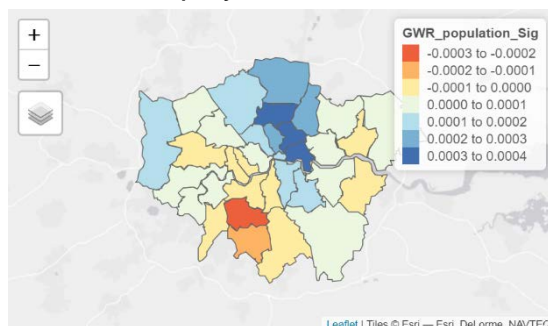 +
−
GWR_population_Sig
-0.0003 to -0.0002
-0.0002 to -0.0001
-0.0001 to 0.0000
0.0000 to 0.0001
0.0001 to 0.0002
0.0002 to 0.0003
0.0003 to 0.0004
Leaflet | Tiles © Esri — Esri, DeLorme, NAVTEQ